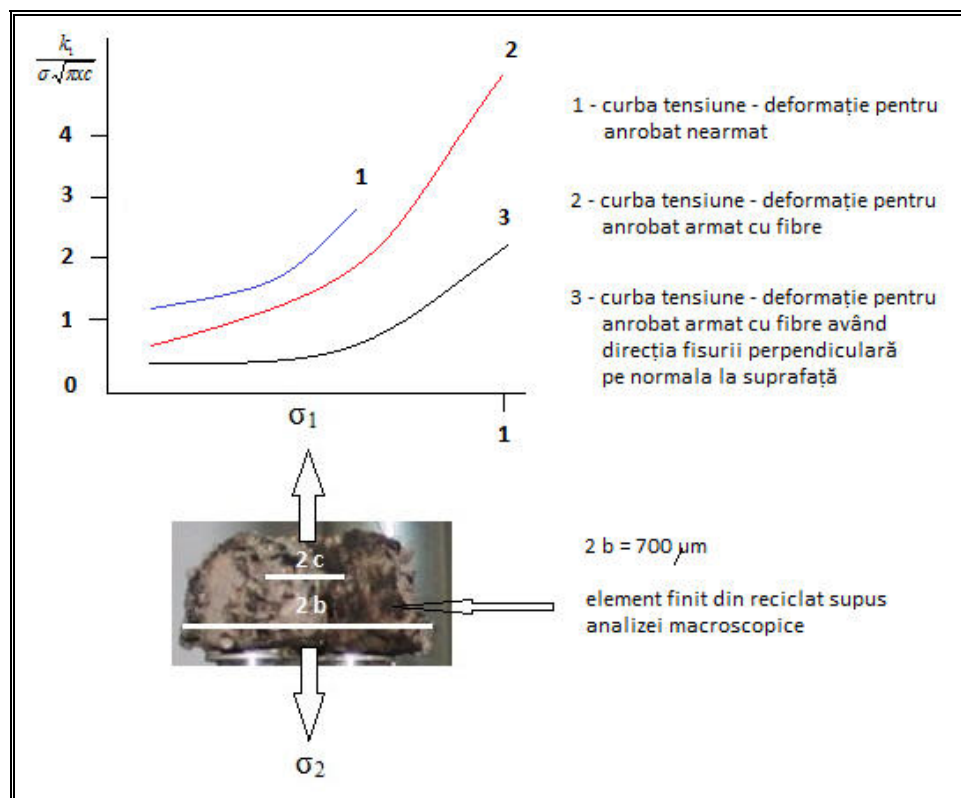 k₁
σ√πxc
4
3
2
1
0
1
2
3
1
σ₁
1 - curba tensiune - deformație pentru
anrobat nearmat
2 - curba tensiune - deformație pentru
anrobat armat cu fibre
3 - curba tensiune - deformație pentru
anrobat armat cu fibre având
direcția fisurii perpendiculară
pe normala la suprafață
2 c
2 b
2 b = 700 µm
element finit din reciclat supus
analizei macroscopice
σ₂